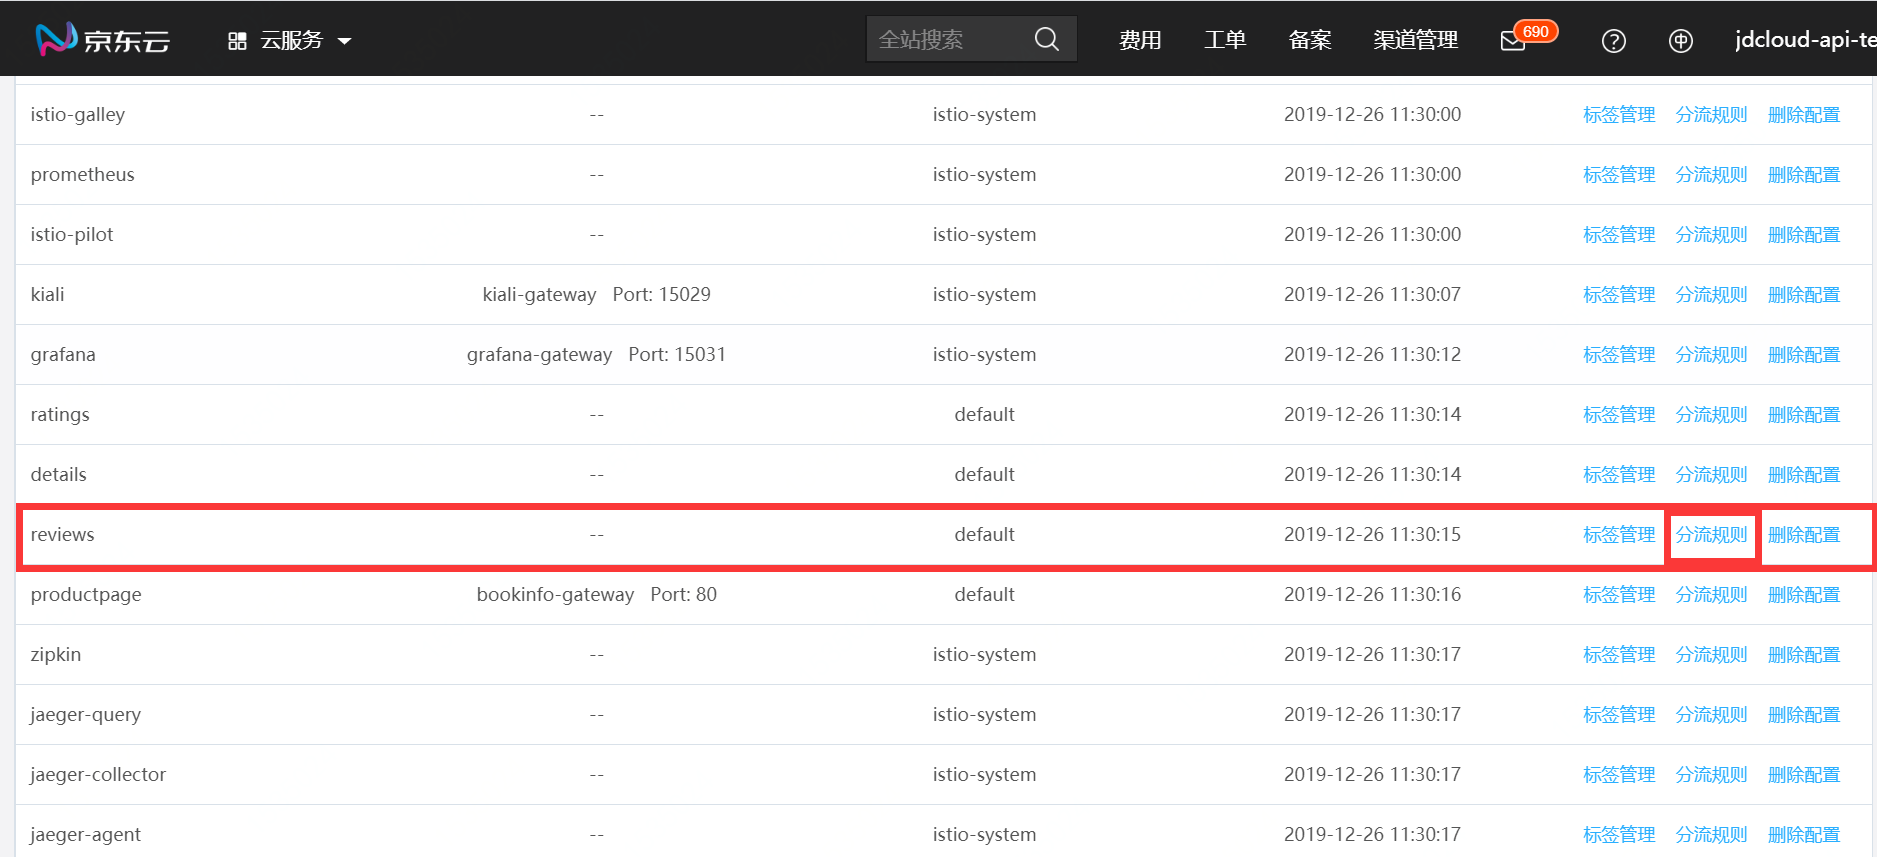 京东云 云服务 全站搜索 费用 工单 备案 渠道管理 690 ? 中 jdcloud-api-te
istio-galley -- istio-system 2019-12-26 11:30:00 标签管理 分流规则 删除配置
prometheus -- istio-system 2019-12-26 11:30:00 标签管理 分流规则 删除配置
istio-pilot -- istio-system 2019-12-26 11:30:00 标签管理 分流规则 删除配置
kiali kiali-gateway Port: 15029 istio-system 2019-12-26 11:30:07 标签管理 分流规则 删除配置
grafana grafana-gateway Port: 15031 istio-system 2019-12-26 11:30:12 标签管理 分流规则 删除配置
ratings -- default 2019-12-26 11:30:14 标签管理 分流规则 删除配置
details -- default 2019-12-26 11:30:14 标签管理 分流规则 删除配置
reviews -- default 2019-12-26 11:30:15 标签管理 分流规则 删除配置
productpage bookinfo-gateway Port: 80 default 2019-12-26 11:30:16 标签管理 分流规则 删除配置
zipkin -- istio-system 2019-12-26 11:30:17 标签管理 分流规则 删除配置
jaeger-query -- istio-system 2019-12-26 11:30:17 标签管理 分流规则 删除配置
jaeger-collector -- istio-system 2019-12-26 11:30:17 标签管理 分流规则 删除配置
jaeger-agent -- istio-system 2019-12-26 11:30:17 标签管理 分流规则 删除配置